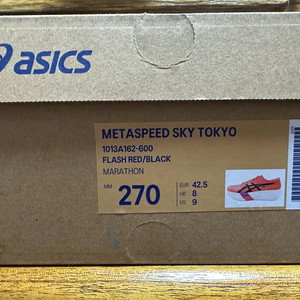 asics
METASPEED SKY TOKYO
1013A162-600
FLASH RED/BLACK
MARATHON
MM 270
EUR 42.5
UK 8
US 9